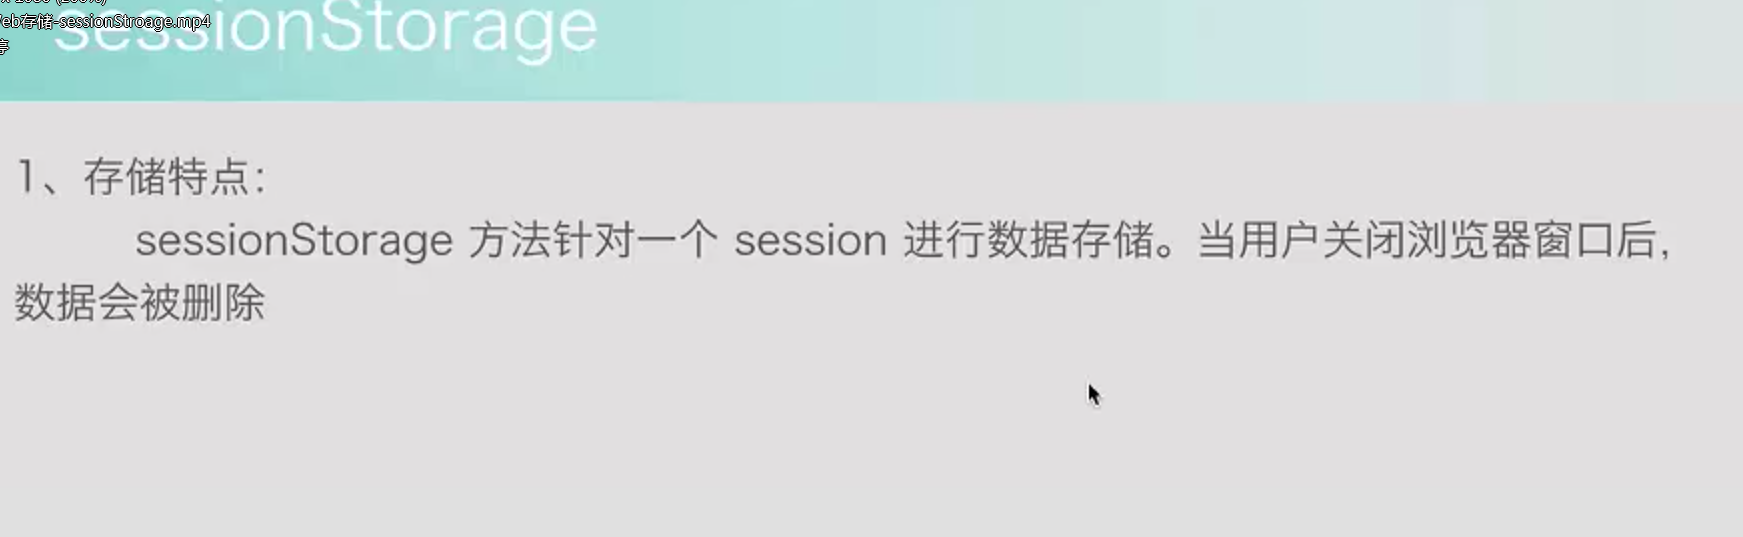 eb存储-sessionStroage.mp4
sessionStorage
1、存储特点：
sessionStorage 方法针对一个 session 进行数据存储。当用户关闭浏览器窗口后，
数据会被删除